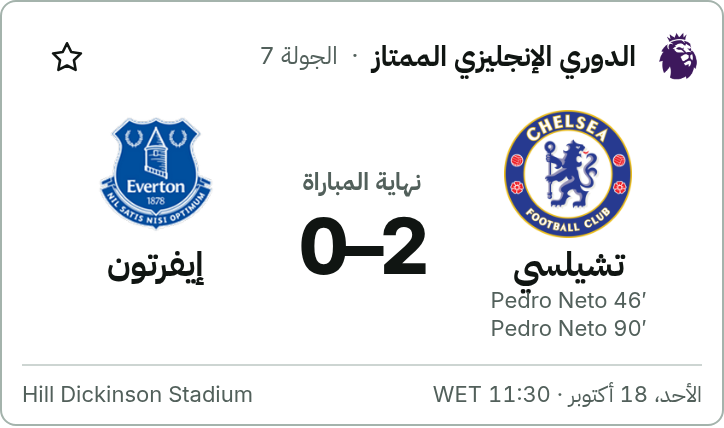 الدوري الإنجليزي الممتاز · الجولة 7
CHELSEA
FOOTBALL CLUB
Everton
1878
NIL SATIS NISI OPTIMUM
نهاية المباراة
0–2
تشيلسي
إيفرتون
Pedro Neto 46′
Pedro Neto 90′
الأحد، 18 أكتوبر · 11:30 WET
Hill Dickinson Stadium